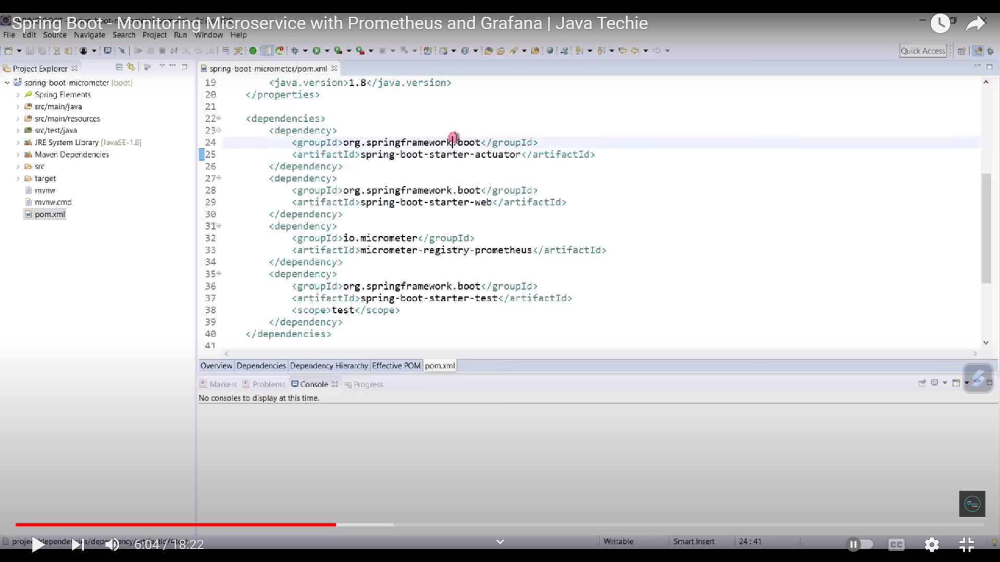 Spring Boot - Monitoring Microservice with Prometheus and Grafana | Java Techie
File Edit Source Navigate Search Project Run Window Help
Quick Access
Project Explorer
spring-boot-micrometer [boot]
Spring Elements
src/main/java
src/main/resources
src/test/java
JRE System Library [JavaSE-1.8]
Maven Dependencies
src
target
mvnw
mvnw.cmd
pom.xml
spring-boot-micrometer/pom.xml
19 <java.version>1.8</java.version>
20 </properties>
21
22 <dependencies>
23 <dependency>
24 <groupId>org.springframework.boot</groupId>
25 <artifactId>spring-boot-starter-actuator</artifactId>
26 </dependency>
27 <dependency>
28 <groupId>org.springframework.boot</groupId>
29 <artifactId>spring-boot-starter-web</artifactId>
30 </dependency>
31 <dependency>
32 <groupId>io.micrometer</groupId>
33 <artifactId>micrometer-registry-prometheus</artifactId>
34 </dependency>
35 <dependency>
36 <groupId>org.springframework.boot</groupId>
37 <artifactId>spring-boot-starter-test</artifactId>
38 <scope>test</scope>
39 </dependency>
40 </dependencies>
41
Overview Dependencies Dependency Hierarchy Effective POM pom.xml
Markers Problems Console Progress
No consoles to display at this time.
6:04 / 18:22
Writable Smart Insert 24 : 41
CC